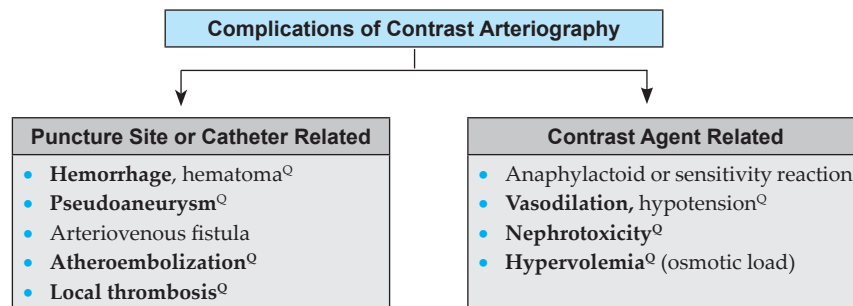 Complications of Contrast Arteriography
Puncture Site or Catheter Related
• Hemorrhage, hematomaQ
• PseudoaneurysmQ
• Arteriovenous fistula
• AtheroembolizationQ
• Local thrombosisQ
Contrast Agent Related
• Anaphylactoid or sensitivity reaction
• Vasodilation, hypotensionQ
• NephrotoxicityQ
• HypervolemiaQ (osmotic load)